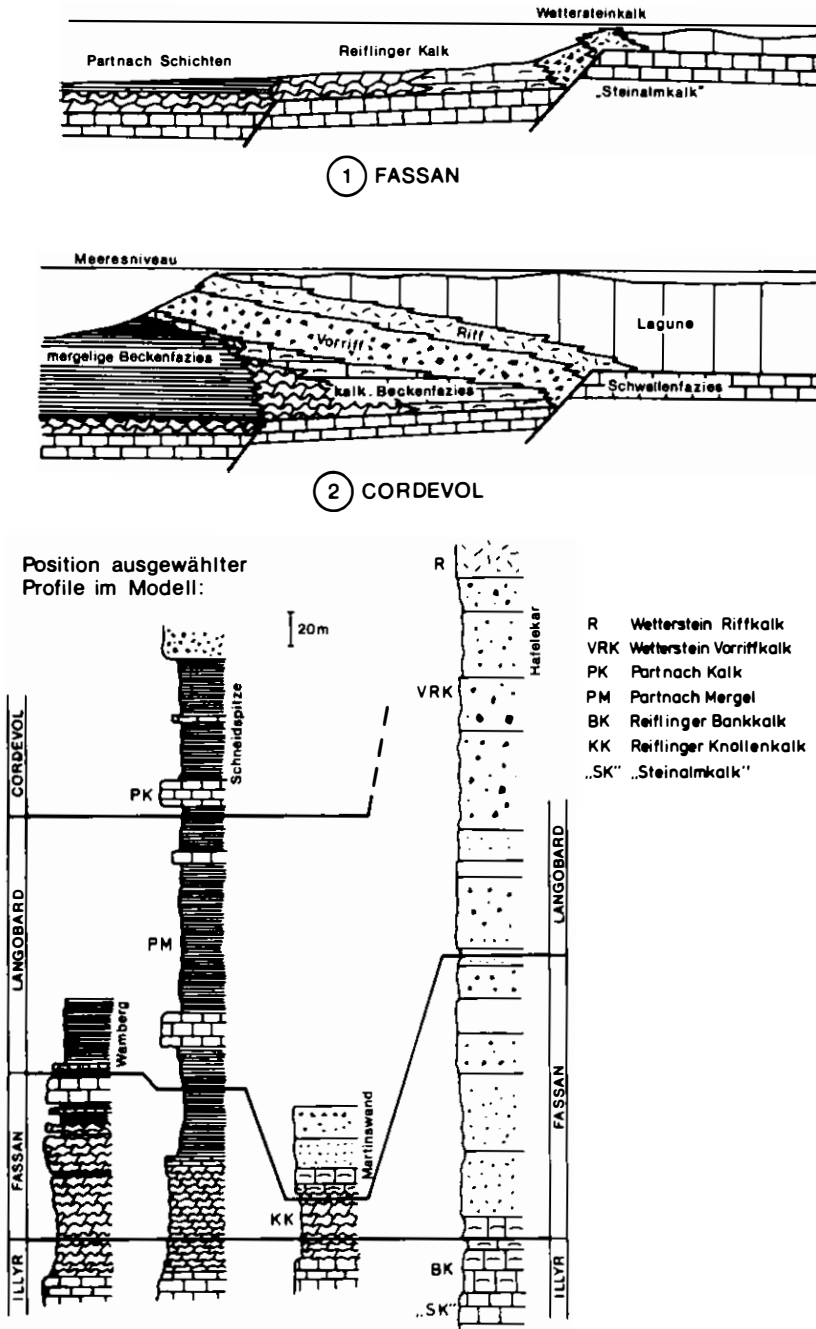 Wettersteinkalk
Reiflinger Kalk
Partnach Schichten
„Steinalmkalk"
1 FASSAN
Meeresniveau
Lagune
Riff
Vorriff
mergelige Beckenfazies
kalk. Beckenfazies
Schwellenfazies
2 CORDEVOL
Position ausgewählter
Profile im Modell:
20m
R
VRK
Hafelekar
R Wetterstein Riffkalk
VRK Wetterstein Vorriffkalk
PK Partnach Kalk
PM Partnach Mergel
BK Reiflinger Bankkalk
KK Reiflinger Knollenkalk
„SK" „Steinalmkalk"
CORDEVOL
LANGOBARD
FASSAN
ILLYR
Wamberg
Schneidspitze
PK
PM
Martinswand
KK
BK
„SK"
LANGOBARD
FASSAN
ILLYR